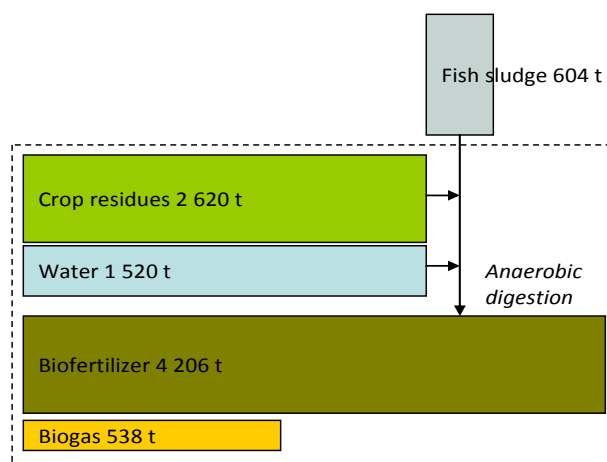 Fish sludge 604 t
Crop residues 2 620 t
Water 1 520 t
Anaerobic
digestion
Biofertilizer 4 206 t
Biogas 538 t